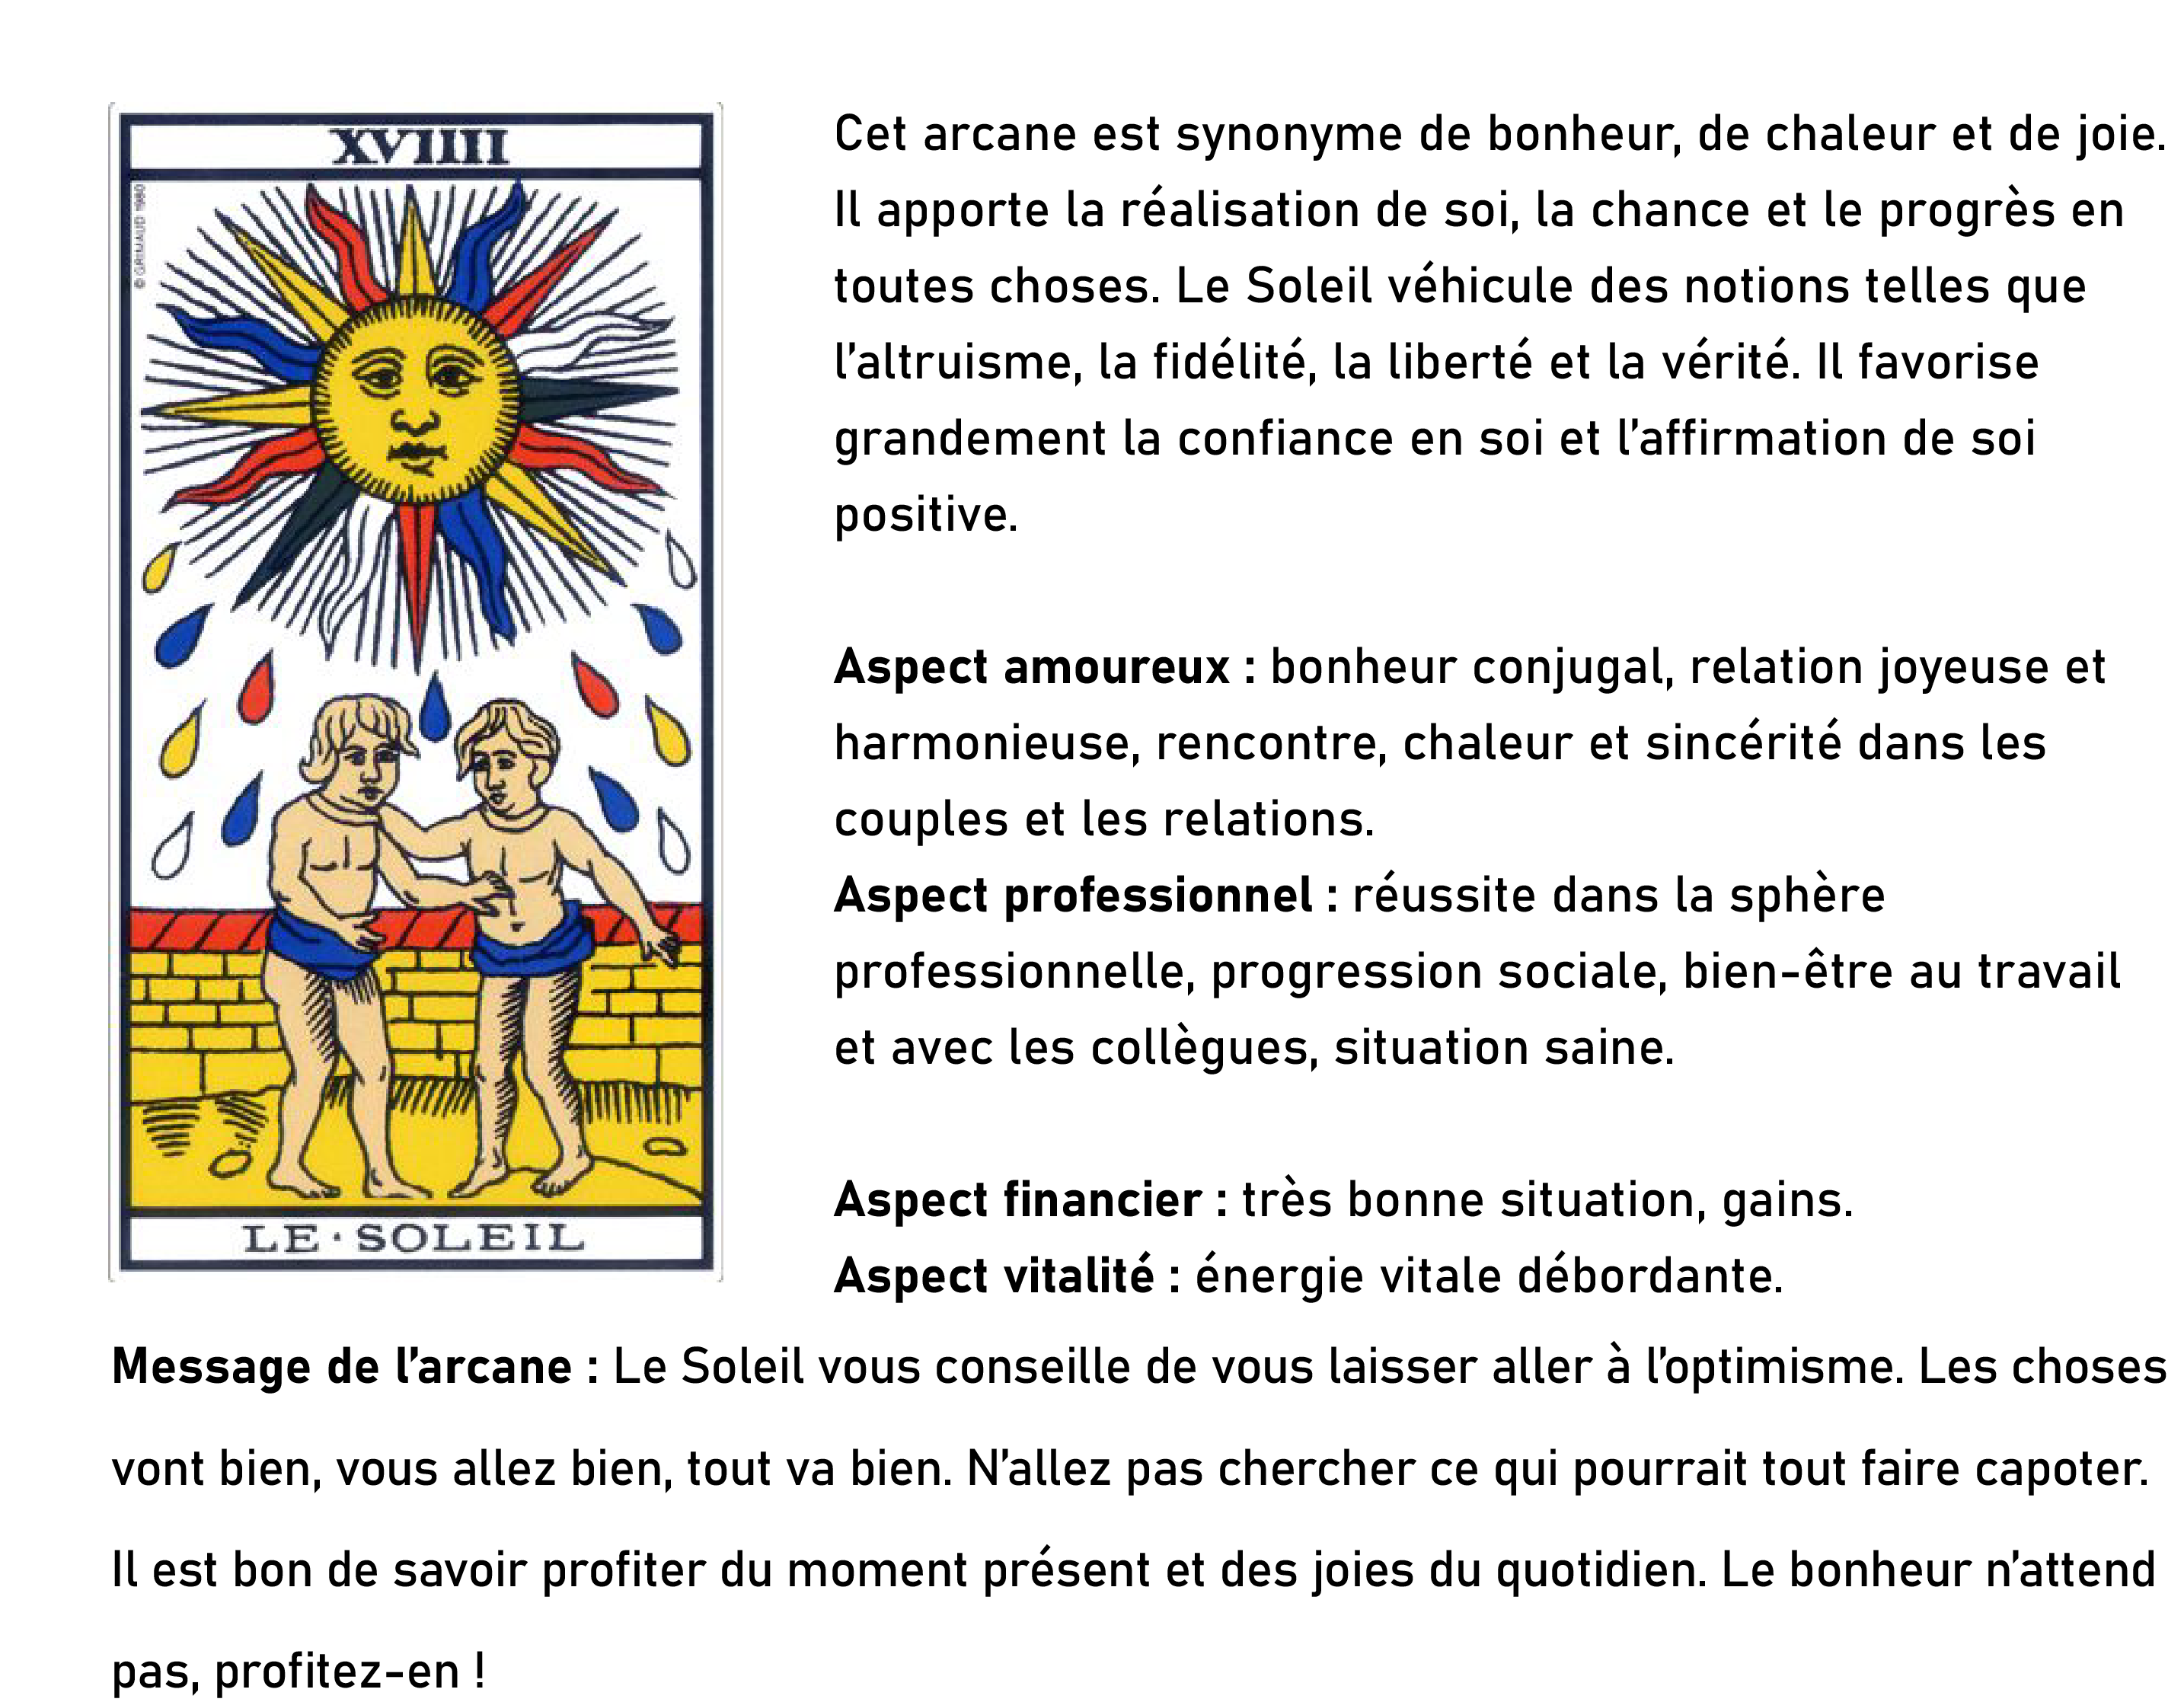 XVIIII
© GRIMAUD 1980
LE·SOLEIL
Cet arcane est synonyme de bonheur, de chaleur et de joie.
Il apporte la réalisation de soi, la chance et le progrès en
toutes choses. Le Soleil véhicule des notions telles que
l'altruisme, la fidélité, la liberté et la vérité. Il favorise
grandement la confiance en soi et l'affirmation de soi
positive.
Aspect amoureux : bonheur conjugal, relation joyeuse et
harmonieuse, rencontre, chaleur et sincérité dans les
couples et les relations.
Aspect professionnel : réussite dans la sphère
professionnelle, progression sociale, bien-être au travail
et avec les collègues, situation saine.
Aspect financier : très bonne situation, gains.
Aspect vitalité : énergie vitale débordante.
Message de l'arcane : Le Soleil vous conseille de vous laisser aller à l'optimisme. Les choses
vont bien, vous allez bien, tout va bien. N'allez pas chercher ce qui pourrait tout faire capoter.
Il est bon de savoir profiter du moment présent et des joies du quotidien. Le bonheur n'attend
pas, profitez-en !